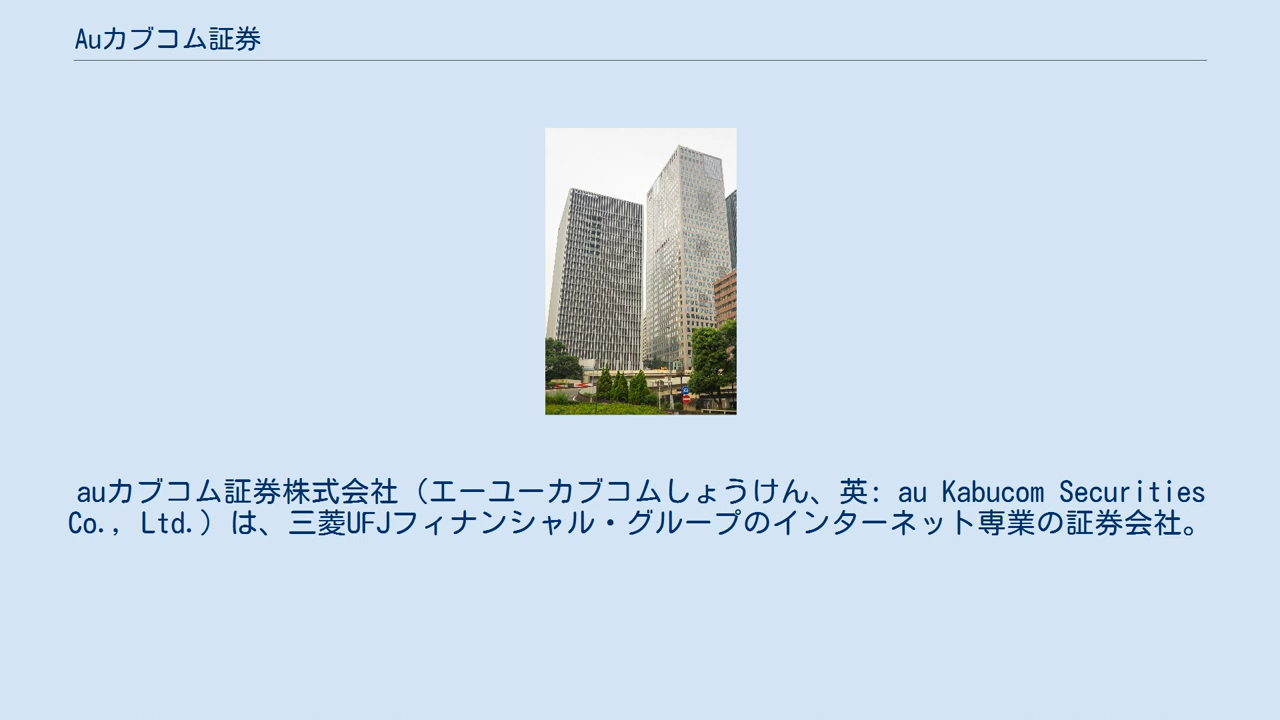 Auカブコム証券
auカブコム証券株式会社（エーユーカブコムしょうけん、英: au Kabucom Securities
Co., Ltd.）は、三菱UFJフィナンシャル・グループのインターネット専業の証券会社。